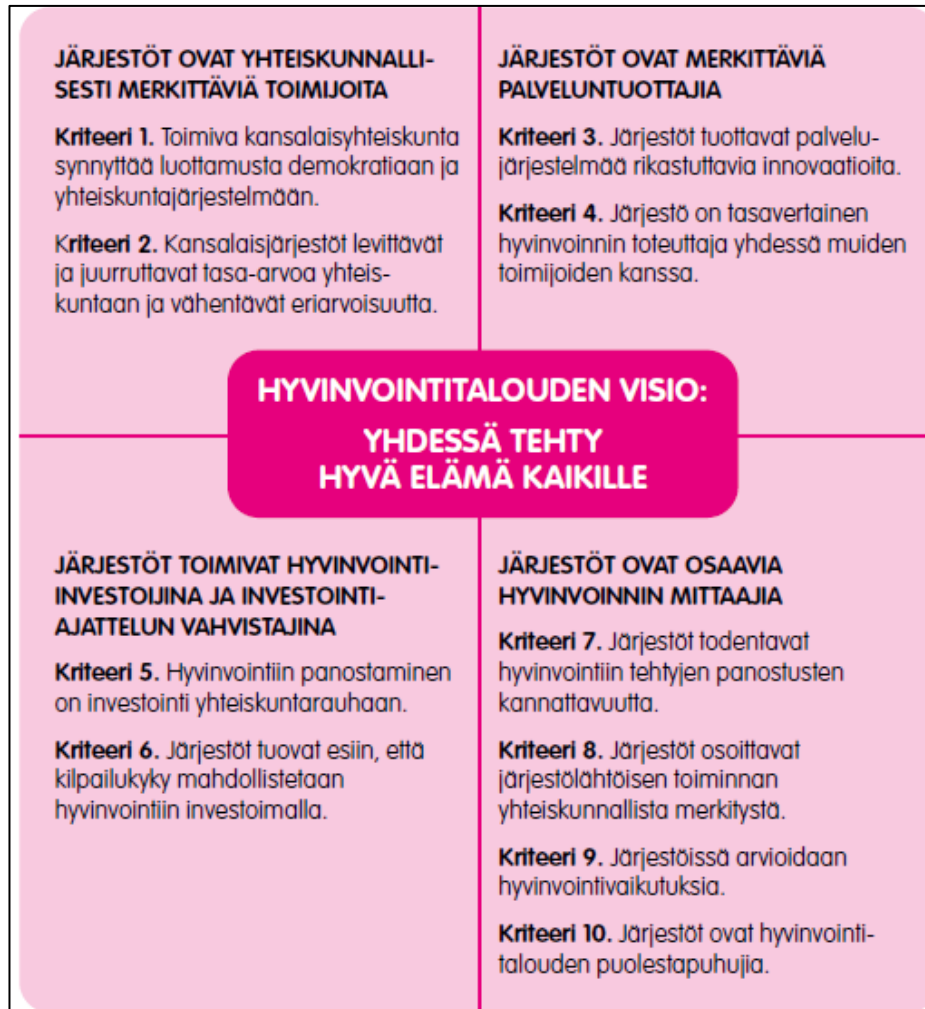 JÄRJESTÖT OVAT YHTEISKUNNALLI-
SESTI MERKITTÄVIÄ TOIMIJOITA
Kriteeri 1. Toimiva kansalaisyhteiskunta
synnyttää luottamusta demokratiaan ja
yhteiskuntajärjestelmään.
Kriteeri 2. Kansalaisjärjestöt levittävät
ja juurruttavat tasa-arvoa yhteis-
kuntaan ja vähentävät eriarvoisuutta.
JÄRJESTÖT OVAT MERKITTÄVIÄ
PALVELUNTUOTTAJIA
Kriteeri 3. Järjestöt tuottavat palvelu-
järjestelmää rikastuttavia innovaatioita.
Kriteeri 4. Järjestö on tasavertainen
hyvinvoinnin toteuttaja yhdessä muiden
toimijoiden kanssa.
HYVINVOINTITALOUDEN VISIO:
YHDESSÄ TEHTY
HYVÄ ELÄMÄ KAIKILLE
JÄRJESTÖT TOIMIVAT HYVINVOINTI-
INVESTOIJINA JA INVESTOINTI-
AJATTELUN VAHVISTAJINA
Kriteeri 5. Hyvinvointiin panostaminen
on investointi yhteiskuntarauhaan.
Kriteeri 6. Järjestöt tuovat esiin, että
kilpailukyky mahdollistetaan
hyvinvointiin investoimalla.
JÄRJESTÖT OVAT OSAAVIA
HYVINVOINNIN MITTAAJIA
Kriteeri 7. Järjestöt todentavat
hyvinvointiin tehtyjen panostusten
kannattavuutta.
Kriteeri 8. Järjestöt osoittavat
järjestölähtöisen toiminnan
yhteiskunnallista merkitystä.
Kriteeri 9. Järjestöissä arvioidaan
hyvinvointivaikutuksia.
Kriteeri 10. Järjestöt ovat hyvinvointi-
talouden puolestapuhujia.